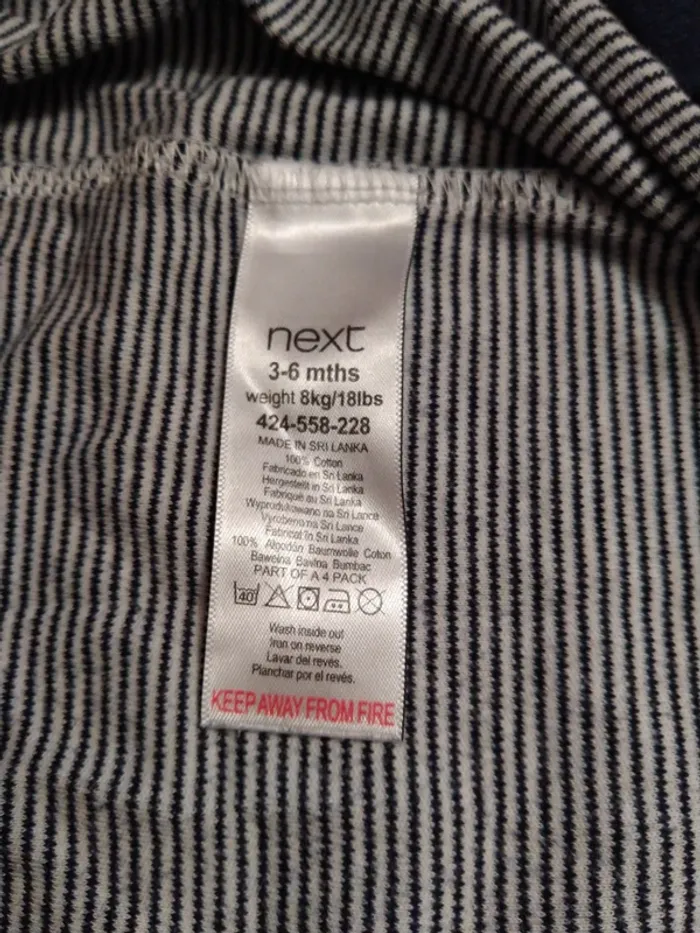 next
3-6 mths
weight 8kg/18lbs
424-558-228
MADE IN SRI LANKA
100% Cotton
Fabricado en Sri Lanka
Hergestellt in Sri Lanka
Fabriqué au Sri Lanka
Wyprodukowano na Sri Lance
Vyrobeno na Sri Lance
Fabricat în Sri Lanka
100% Algodón Baumwolle Coton
Bawełna Bavlna Bumbac
PART OF A 4 PACK
40
Wash inside out
Iron on reverse
Lavar del revés.
Planchar por el revés.
KEEP AWAY FROM FIRE